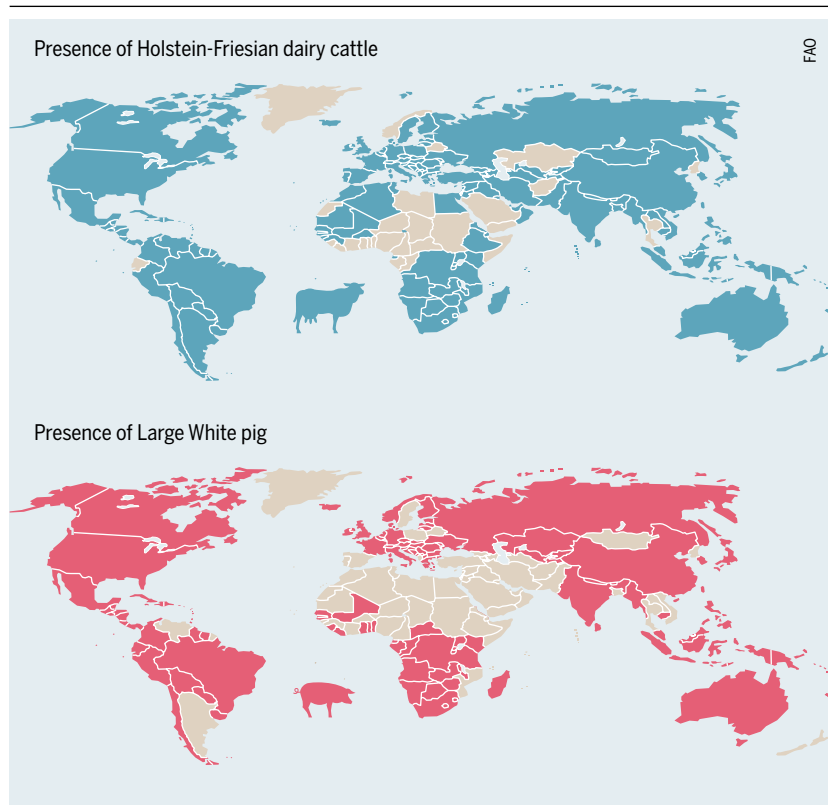 Presence of Holstein-Friesian dairy cattle
FAO
Presence of Large White pig